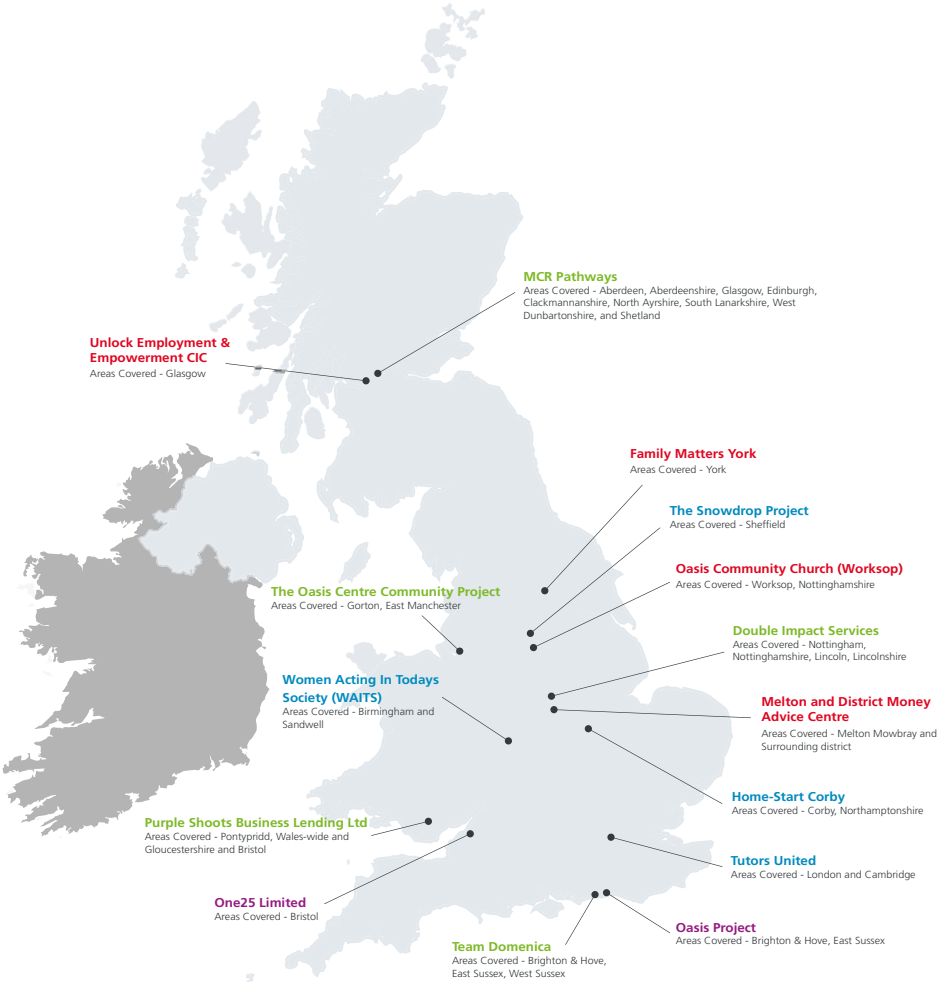 MCR Pathways
Areas Covered - Aberdeen, Aberdeenshire, Glasgow, Edinburgh,
Clackmannanshire, North Ayrshire, South Lanarkshire, West
Dunbartonshire, and Shetland
Unlock Employment &
Empowerment CIC
Areas Covered - Glasgow
Family Matters York
Areas Covered - York
The Snowdrop Project
Areas Covered - Sheffield
Oasis Community Church (Worksop)
Areas Covered - Worksop, Nottinghamshire
The Oasis Centre Community Project
Areas Covered - Gorton, East Manchester
Double Impact Services
Areas Covered - Nottingham,
Nottinghamshire, Lincoln, Lincolnshire
Women Acting In Todays
Society (WAITS)
Areas Covered - Birmingham and
Sandwell
Melton and District Money
Advice Centre
Areas Covered - Melton Mowbray and
Surrounding district
Home-Start Corby
Areas Covered - Corby, Northamptonshire
Purple Shoots Business Lending Ltd
Areas Covered - Pontypridd, Wales-wide and
Gloucestershire and Bristol
Tutors United
Areas Covered - London and Cambridge
One25 Limited
Areas Covered - Bristol
Oasis Project
Areas Covered - Brighton & Hove, East Sussex
Team Domenica
Areas Covered - Brighton & Hove,
East Sussex, West Sussex